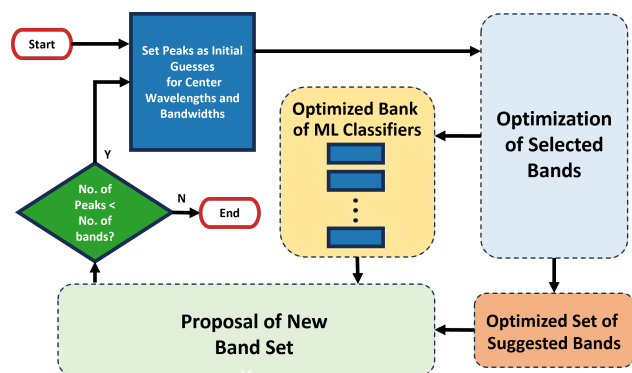 Start
Set Peaks as Initial
Guesses
for Center
Wavelengths and
Bandwidths
Optimization
of Selected
Bands
Optimized Bank
of ML Classifiers
Y
No. of
Peaks <
No. of
bands?
N
End
Proposal of New
Band Set
Optimized Set of
Suggested Bands